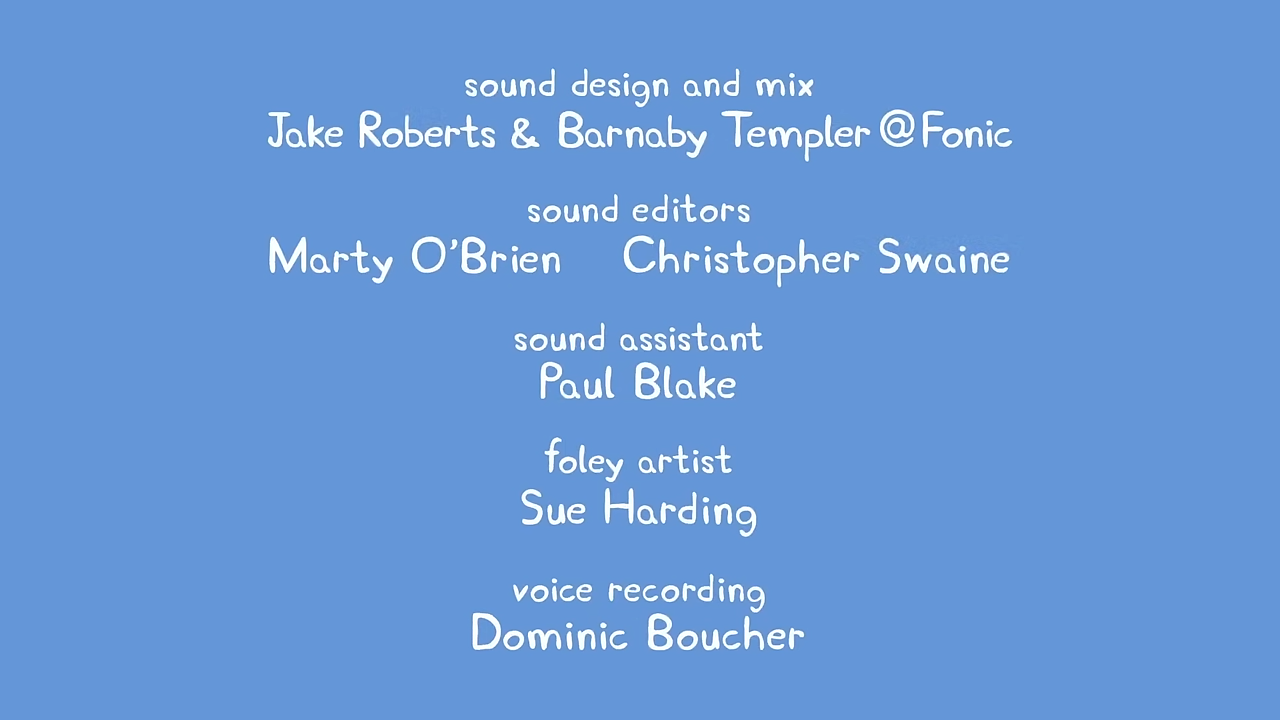 sound design and mix
Jake Roberts & Barnaby Templer @ Fonic
sound editors
Marty O'Brien Christopher Swaine
sound assistant
Paul Blake
foley artist
Sue Harding
voice recording
Dominic Boucher